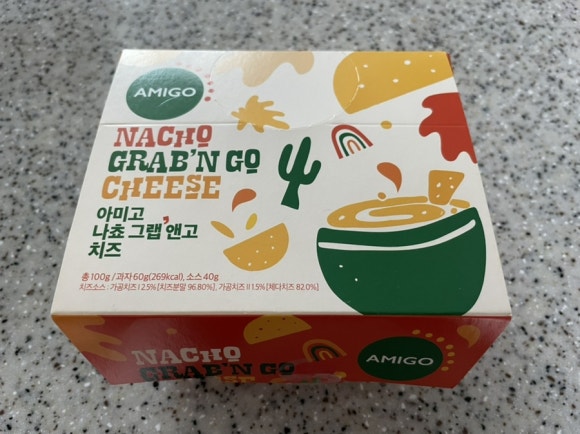 AMIGO
NACHO
GRAB'N GO
CHEESE
아미고
나쵸 그랩'앤고
치즈
총 100g / 과자 60g(269kcal), 소스 40g
치즈소스 : 가공치즈 I 2.5% [치즈분말 96.80%], 가공치즈 II 1.5% [체다치즈 82.0%]
NACHO
GRAB'N GO
AMIGO